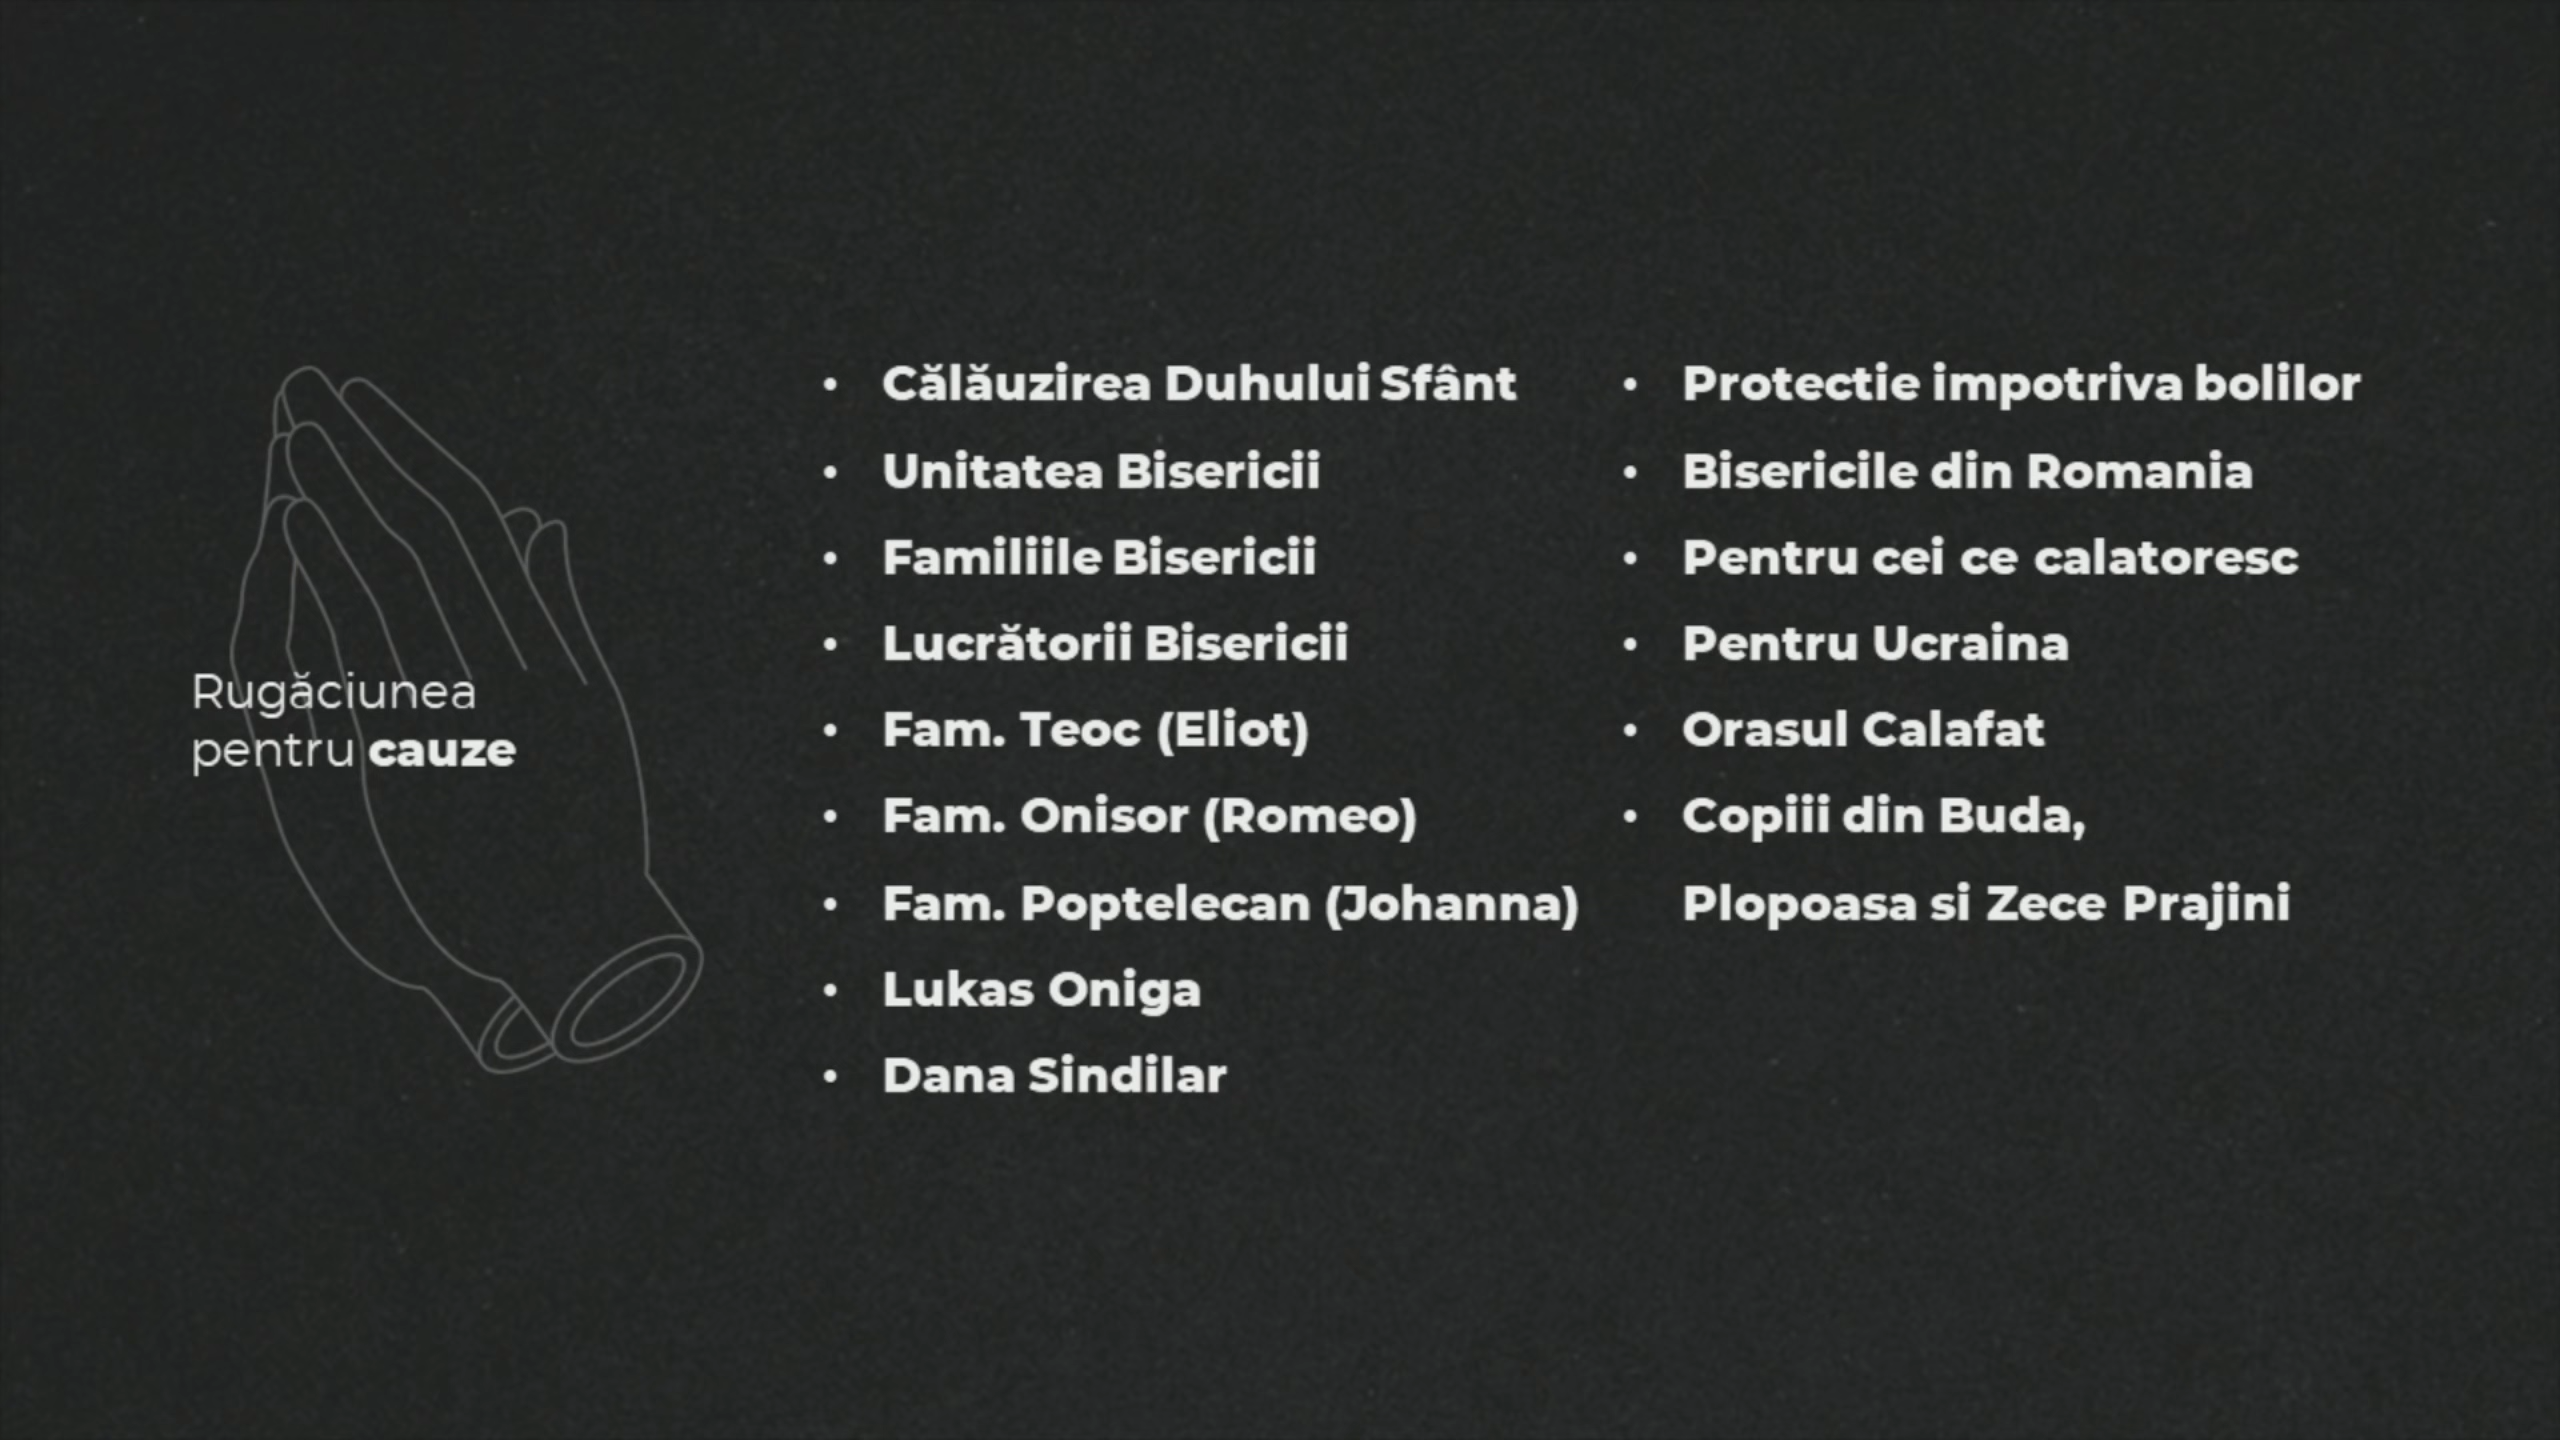 Rugăciunea
pentru cauze
• Călăuzirea Duhului Sfânt
• Unitatea Bisericii
• Familiile Bisericii
• Lucrătorii Bisericii
• Fam. Teoc (Eliot)
• Fam. Onisor (Romeo)
• Fam. Poptelecan (Johanna)
• Lukas Oniga
• Dana Sindilar
• Protectie impotriva bolilor
• Bisericile din Romania
• Pentru cei ce calatoresc
• Pentru Ucraina
• Orasul Calafat
• Copiii din Buda,
Plopoasa si Zece Prajini